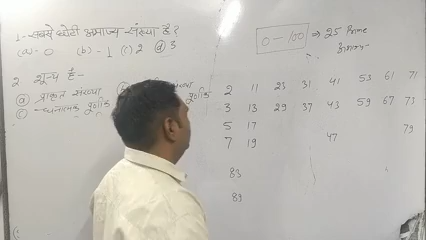 1- सबसे छोटी अभाज्य संख्या है?
(a) - 0 (b) - 1 (c) 2 (d) 3
2 शून्य है -
(a) प्राकृत संख्या
(c) धनात्मक पूर्णांक
0 - 100 => 25 Prime
2 11 23 31 41 53 61 71
3 13 29 37 43 59 67 73
5 17 79
7 19 47
83
89